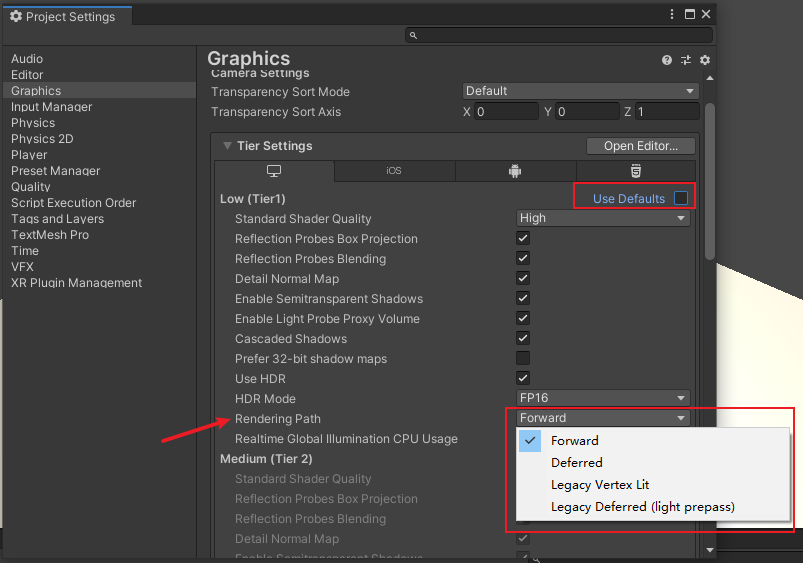 Project Settings
Graphics
Audio
Editor
Graphics
Input Manager
Physics
Physics 2D
Player
Preset Manager
Quality
Script Execution Order
Tags and Layers
TextMesh Pro
Time
VFX
XR Plugin Management
Camera Settings
Transparency Sort Mode Default
Transparency Sort Axis X 0 Y 0 Z 1
Tier Settings Open Editor...
iOS
Low (Tier1) Use Defaults
Standard Shader Quality High
Reflection Probes Box Projection
Reflection Probes Blending
Detail Normal Map
Enable Semitransparent Shadows
Enable Light Probe Proxy Volume
Cascaded Shadows
Prefer 32-bit shadow maps
Use HDR
HDR Mode FP16
Rendering Path Forward
Realtime Global Illumination CPU Usage
Forward
Deferred
Legacy Vertex Lit
Legacy Deferred (light prepass)
Medium (Tier 2)
Standard Shader Quality
Reflection Probes Box Projection
Reflection Probes Blending
Detail Normal Map
Enable Semitransparent Shadows